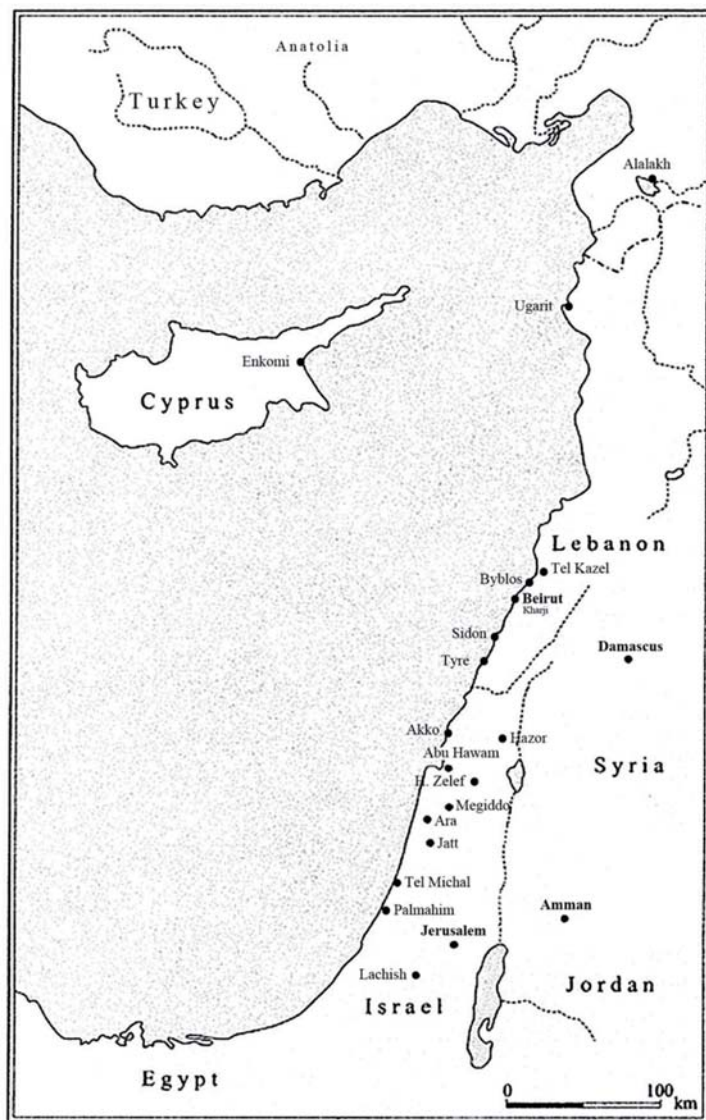 Anatolia
Turkey
Alalakh
Ugarit
Enkomi
Cyprus
Lebanon
Tel Kazel
Byblos
Beirut
Kharji
Sidon
Damascus
Tyre
Akko
Hazor
Abu Hawam
Syria
H. Zelef
Megiddo
Ara
Jatt
Tel Michal
Palmahim
Amman
Jerusalem
Lachish
Jordan
Israel
Egypt
0 100
km